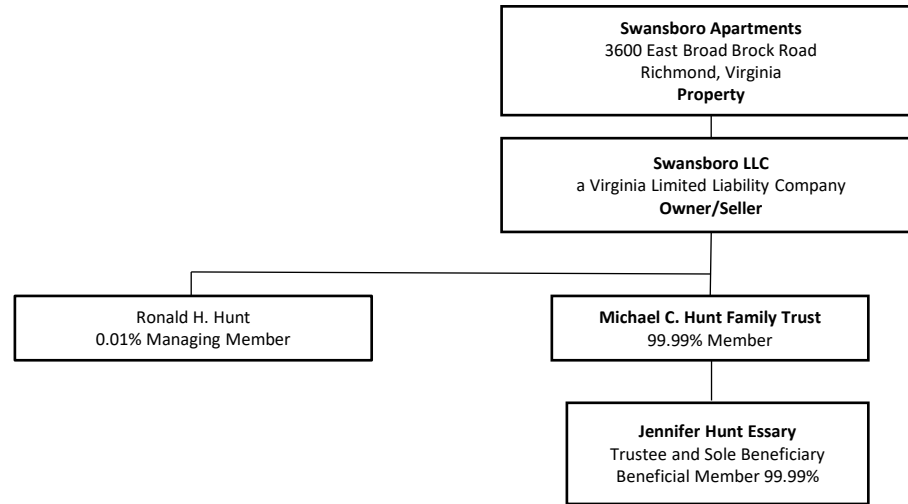 Swansboro Apartments
3600 East Broad Brock Road
Richmond, Virginia
Property
Swansboro LLC
a Virginia Limited Liability Company
Owner/Seller
Ronald H. Hunt
0.01% Managing Member
Michael C. Hunt Family Trust
99.99% Member
Jennifer Hunt Essary
Trustee and Sole Beneficiary
Beneficial Member 99.99%